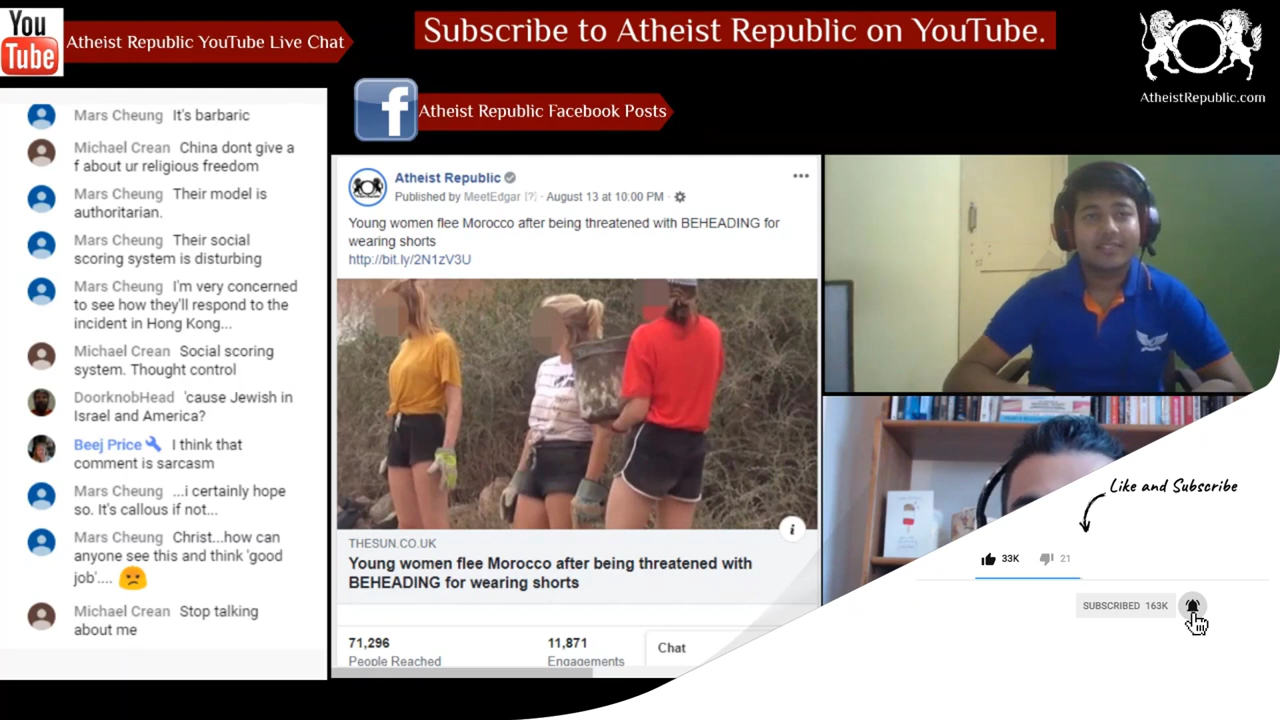 You
Tube
Atheist Republic YouTube Live Chat
Subscribe to Atheist Republic on YouTube.
AtheistRepublic.com
f
Atheist Republic Facebook Posts
Mars Cheung It's barbaric
Michael Crean China dont give a
f about ur religious freedom
Mars Cheung Their model is
authoritarian.
Mars Cheung Their social
scoring system is disturbing
Mars Cheung I'm very concerned
to see how they'll respond to the
incident in Hong Kong...
Michael Crean Social scoring
system. Thought control
DoorknobHead 'cause Jewish in
Israel and America?
Beej Price I think that
comment is sarcasm
Mars Cheung ...i certainly hope
so. It's callous if not...
Mars Cheung Christ...how can
anyone see this and think 'good
job'....
Michael Crean Stop talking
about me
Atheist Republic
Published by MeetEdgar [?] · August 13 at 10:00 PM ·
Young women flee Morocco after being threatened with BEHEADING for
wearing shorts
http://bit.ly/2N1zV3U
i
THESUN.CO.UK
Young women flee Morocco after being threatened with
BEHEADING for wearing shorts
71,296
People Reached
11,871
Engagements
Chat
Like and Subscribe
33K
21
SUBSCRIBED 163K